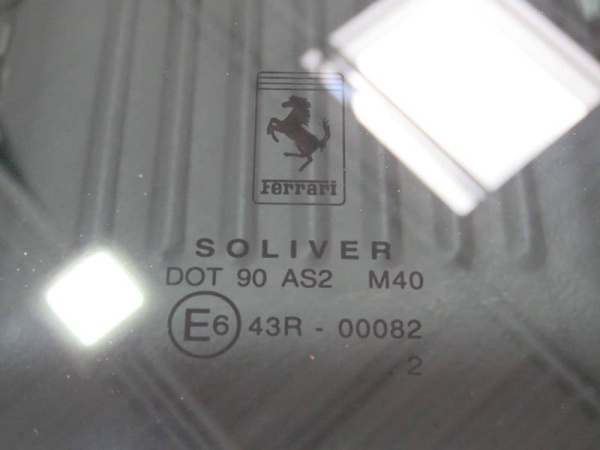 Ferrari
SOLIVER
DOT 90 AS2 M40
E6 43R - 00082
2